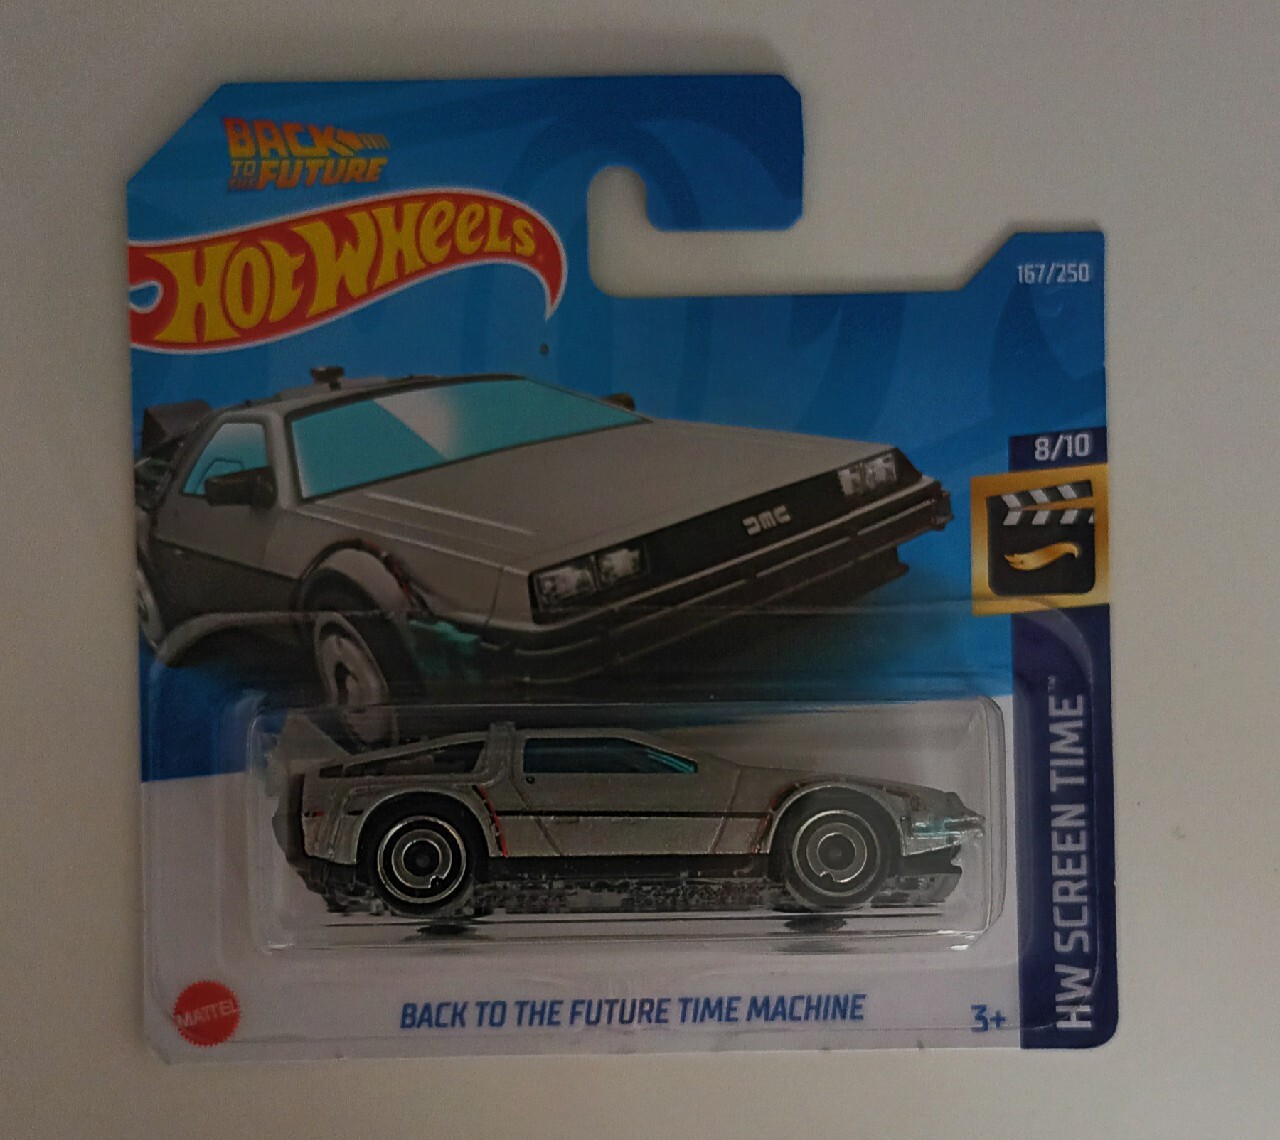 BACK
TO
THE FUTURE
HOT WHEELS
167/250
8/10
DMC
HW SCREEN TIME™
MATTEL
BACK TO THE FUTURE TIME MACHINE
3+